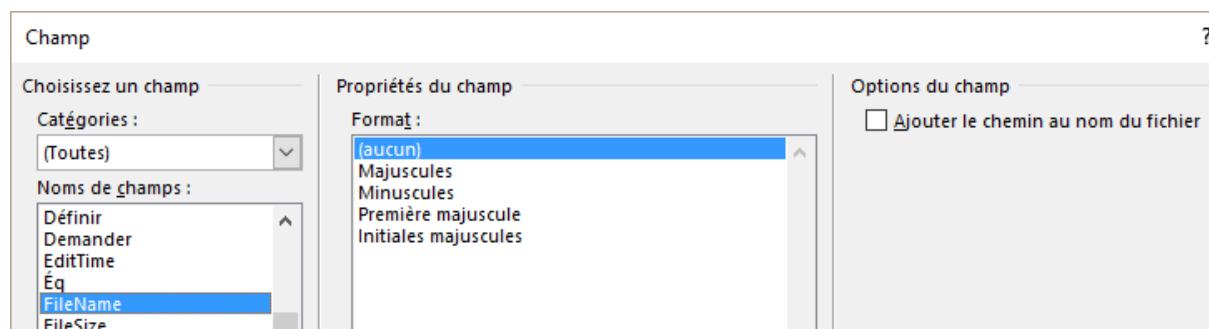 Champ
?
Choisissez un champ
Catégories :
(Toutes)
Noms de champs :
Définir
Demander
EditTime
Éq
FileName
FileSize
Propriétés du champ
Format :
(aucun)
Majuscules
Minuscules
Première majuscule
Initiales majuscules
Options du champ
Ajouter le chemin au nom du fichier